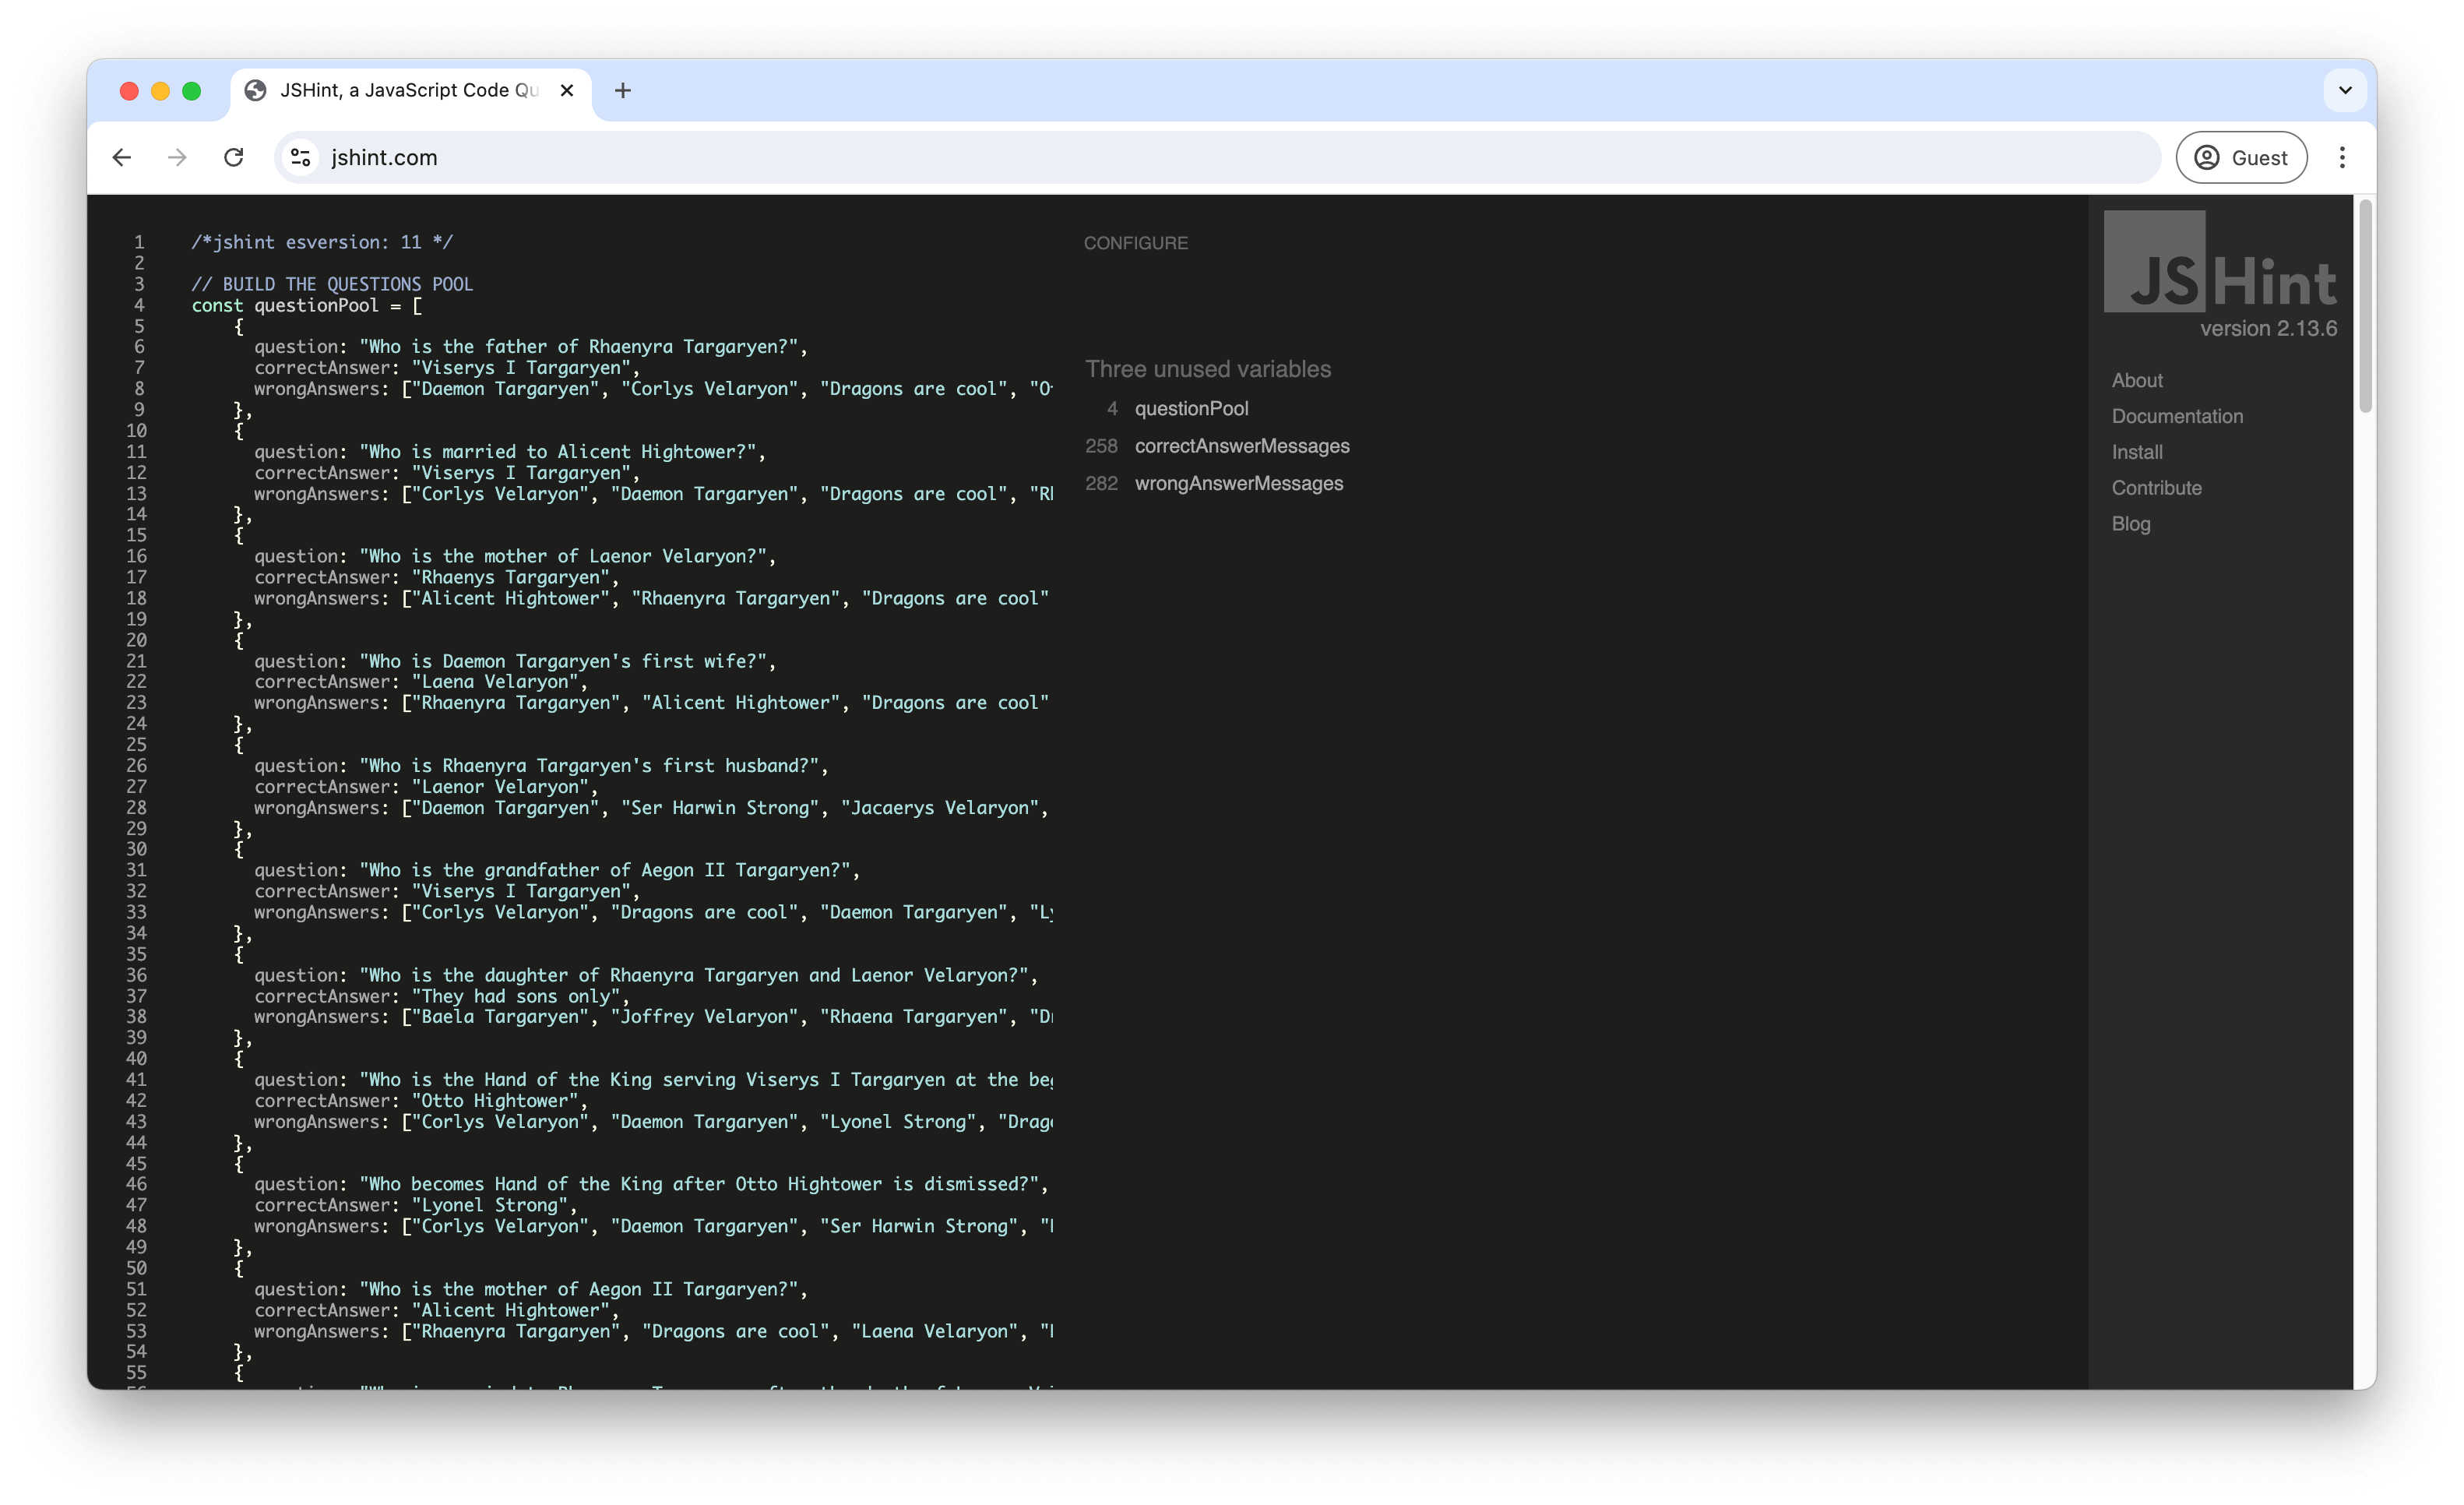 JSHint, a JavaScript Code Qu
jshint.com
Guest
1 /*jshint esversion: 11 */
2
3 // BUILD THE QUESTIONS POOL
4 const questionPool = [
5 {
6 question: "Who is the father of Rhaenyra Targaryen?",
7 correctAnswer: "Viserys I Targaryen",
8 wrongAnswers: ["Daemon Targaryen", "Corlys Velaryon", "Dragons are cool", "O
9 },
10 {
11 question: "Who is married to Alicent Hightower?",
12 correctAnswer: "Viserys I Targaryen",
13 wrongAnswers: ["Corlys Velaryon", "Daemon Targaryen", "Dragons are cool", "R
14 },
15 {
16 question: "Who is the mother of Laenor Velaryon?",
17 correctAnswer: "Rhaenys Targaryen",
18 wrongAnswers: ["Alicent Hightower", "Rhaenyra Targaryen", "Dragons are cool"
19 },
20 {
21 question: "Who is Daemon Targaryen's first wife?",
22 correctAnswer: "Laena Velaryon",
23 wrongAnswers: ["Rhaenyra Targaryen", "Alicent Hightower", "Dragons are cool"
24 },
25 {
26 question: "Who is Rhaenyra Targaryen's first husband?",
27 correctAnswer: "Laenor Velaryon",
28 wrongAnswers: ["Daemon Targaryen", "Ser Harwin Strong", "Jacaerys Velaryon",
29 },
30 {
31 question: "Who is the grandfather of Aegon II Targaryen?",
32 correctAnswer: "Viserys I Targaryen",
33 wrongAnswers: ["Corlys Velaryon", "Dragons are cool", "Daemon Targaryen", "Ly
34 },
35 {
36 question: "Who is the daughter of Rhaenyra Targaryen and Laenor Velaryon?",
37 correctAnswer: "They had sons only",
38 wrongAnswers: ["Baela Targaryen", "Joffrey Velaryon", "Rhaena Targaryen", "D
39 },
40 {
41 question: "Who is the Hand of the King serving Viserys I Targaryen at the be
42 correctAnswer: "Otto Hightower",
43 wrongAnswers: ["Corlys Velaryon", "Daemon Targaryen", "Lyonel Strong", "Drag
44 },
45 {
46 question: "Who becomes Hand of the King after Otto Hightower is dismissed?",
47 correctAnswer: "Lyonel Strong",
48 wrongAnswers: ["Corlys Velaryon", "Daemon Targaryen", "Ser Harwin Strong", "
49 },
50 {
51 question: "Who is the mother of Aegon II Targaryen?",
52 correctAnswer: "Alicent Hightower",
53 wrongAnswers: ["Rhaenyra Targaryen", "Dragons are cool", "Laena Velaryon", "
54 },
55 {
CONFIGURE
Three unused variables
4 questionPool
258 correctAnswerMessages
282 wrongAnswerMessages
JSHint
version 2.13.6
About
Documentation
Install
Contribute
Blog